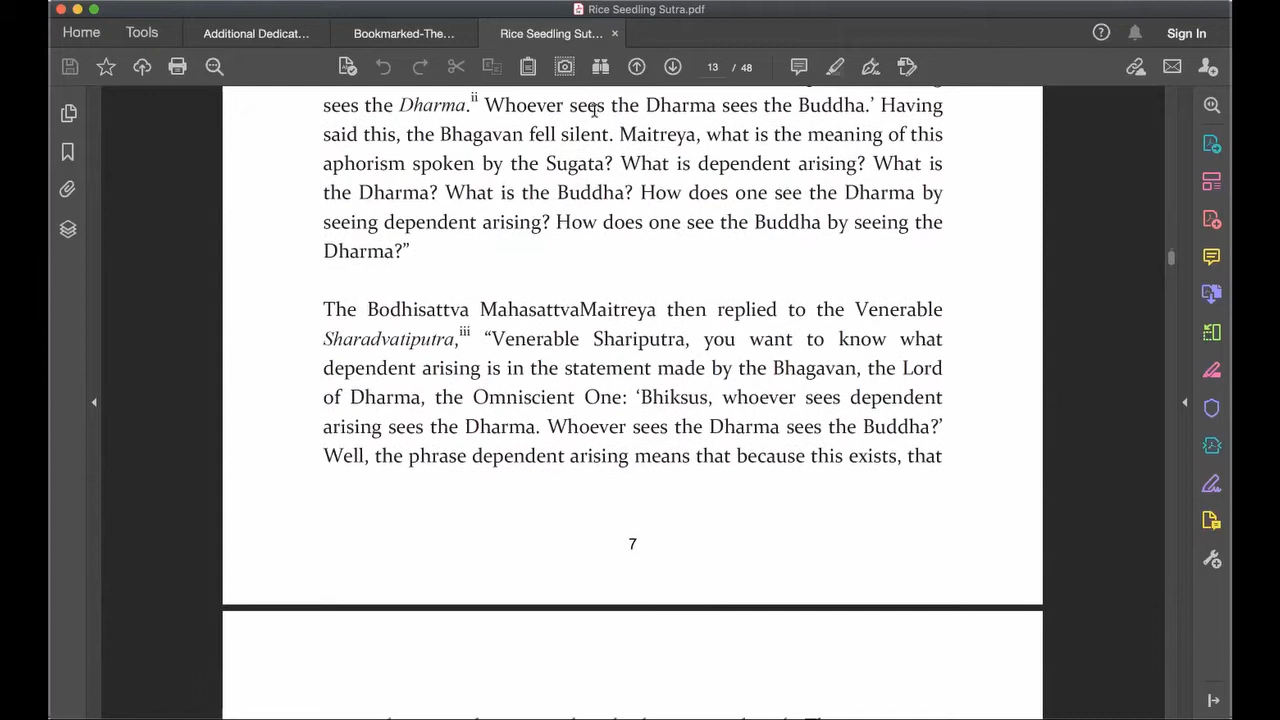 Rice Seedling Sutra.pdf
Home Tools Additional Dedicat... Bookmarked-The... Rice Seedling Sut... × Sign In
13 / 48
sees the Dharma.ii Whoever sees the Dharma sees the Buddha.’ Having
said this, the Bhagavan fell silent. Maitreya, what is the meaning of this
aphorism spoken by the Sugata? What is dependent arising? What is
the Dharma? What is the Buddha? How does one see the Dharma by
seeing dependent arising? How does one see the Buddha by seeing the
Dharma?”
The Bodhisattva MahasattvaMaitreya then replied to the Venerable
Sharadvatiputra,iii “Venerable Shariputra, you want to know what
dependent arising is in the statement made by the Bhagavan, the Lord
of Dharma, the Omniscient One: ‘Bhiksus, whoever sees dependent
arising sees the Dharma. Whoever sees the Dharma sees the Buddha?’
Well, the phrase dependent arising means that because this exists, that
7